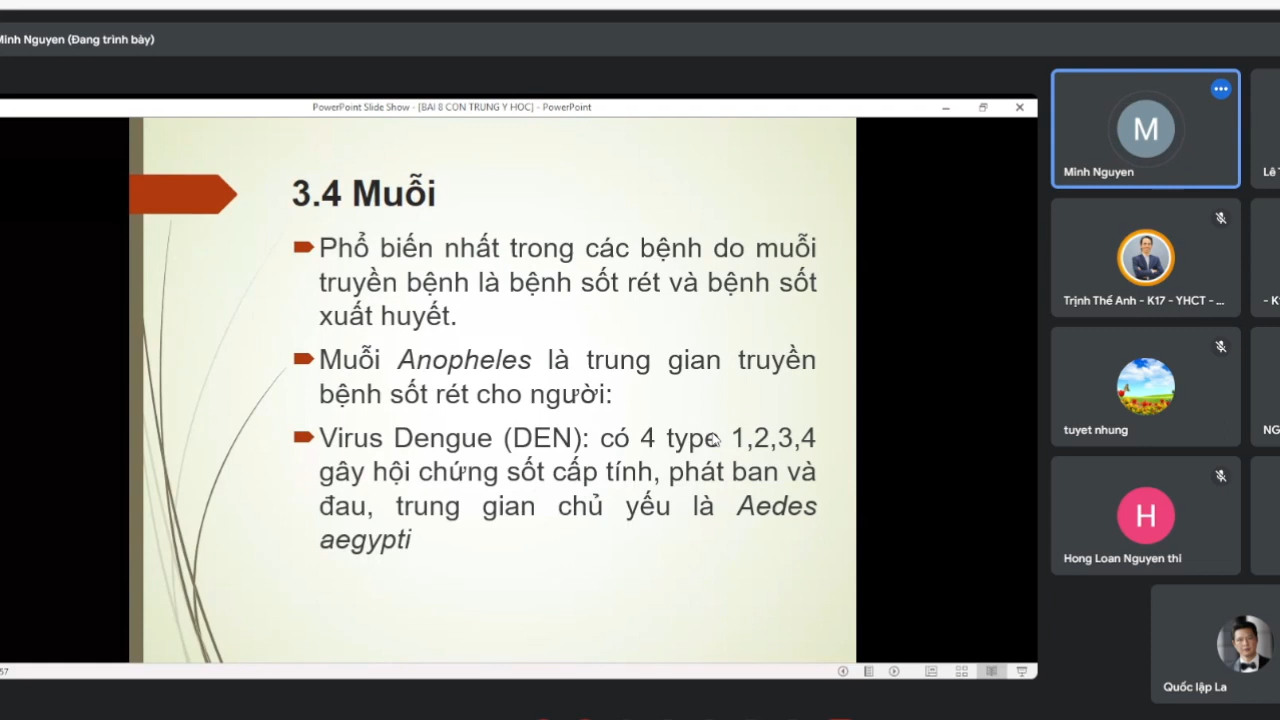 Minh Nguyen (Đang trình bày)
PowerPoint Slide Show - [BAI 8 CON TRUNG Y HOC] - PowerPoint
3.4 Muỗi
Phổ biến nhất trong các bệnh do muỗi
truyền bệnh là bệnh sốt rét và bệnh sốt
xuất huyết.
Muỗi Anopheles là trung gian truyền
bệnh sốt rét cho người:
Virus Dengue (DEN): có 4 type 1,2,3,4
gây hội chứng sốt cấp tính, phát ban và
đau, trung gian chủ yếu là Aedes
aegypti
57
M
Minh Nguyen
Lê
Trịnh Thế Anh - K17 - YHCT - ...
- K
tuyet nhung
NG
H
Hong Loan Nguyen thi
Quốc lập La